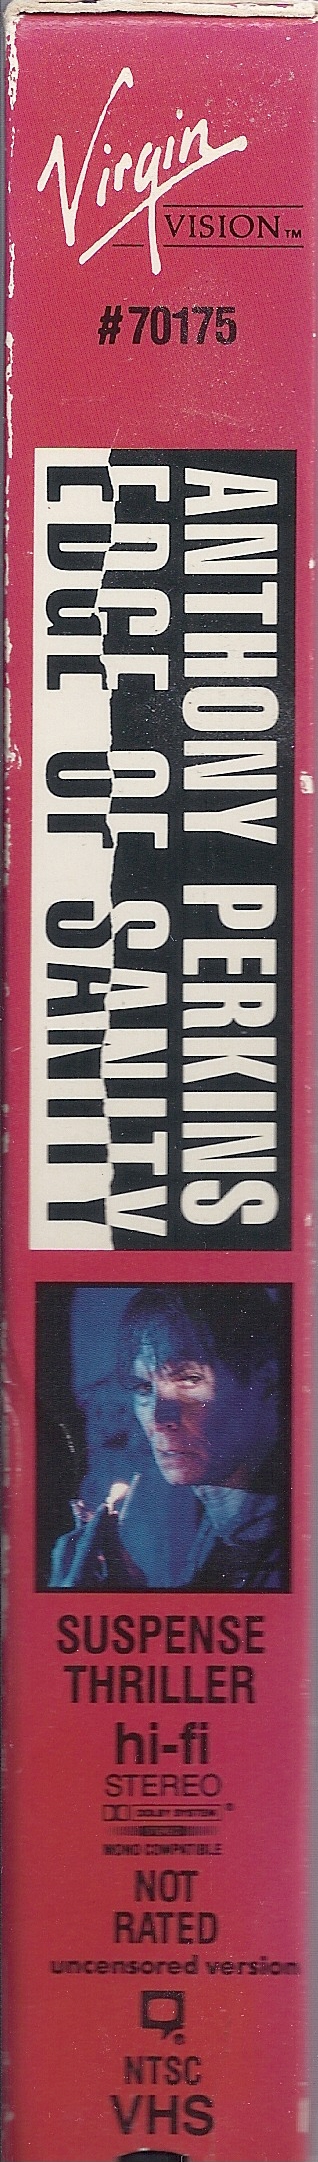 Virgin
VISION™
#70175
ANTHONY PERKINS
EDGE OF SANITY
SUSPENSE
THRILLER
hi-fi
STEREO
DOLBY SYSTEM®
MONO COMPATIBLE
NOT
RATED
uncensored version
NTSC
VHS